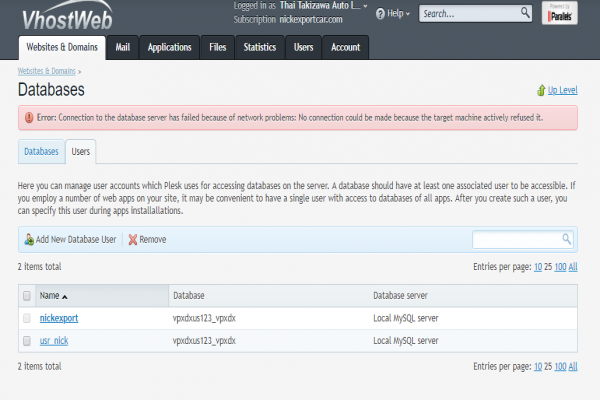 VhostWeb
Logged in as Thai Takizawa Auto l...
Subscription nickexportcar.com
Help
Search...
Powered by
Parallels
Websites & Domains Mail Applications Files Statistics Users Account
Websites & Domains »
Databases
Up Level
Error: Connection to the database server has failed because of network problems: No connection could be made because the target machine actively refused it.
Databases Users
Here you can manage user accounts which Plesk uses for accessing databases on the server. A database should have at least one associated user to be accessible. If
you employ a number of web apps on your site, it may be convenient to have a single user with access to databases of all apps. After you create such a user, you
can specify this user during apps installallations.
Add New Database User Remove
2 items total Entries per page: 10 25 100 All
Name Database Database server
nickexport vpxdxus123_vpxdx Local MySQL server
usr_nick vpxdxus123_vpxdx Local MySQL server
2 items total Entries per page: 10 25 100 All